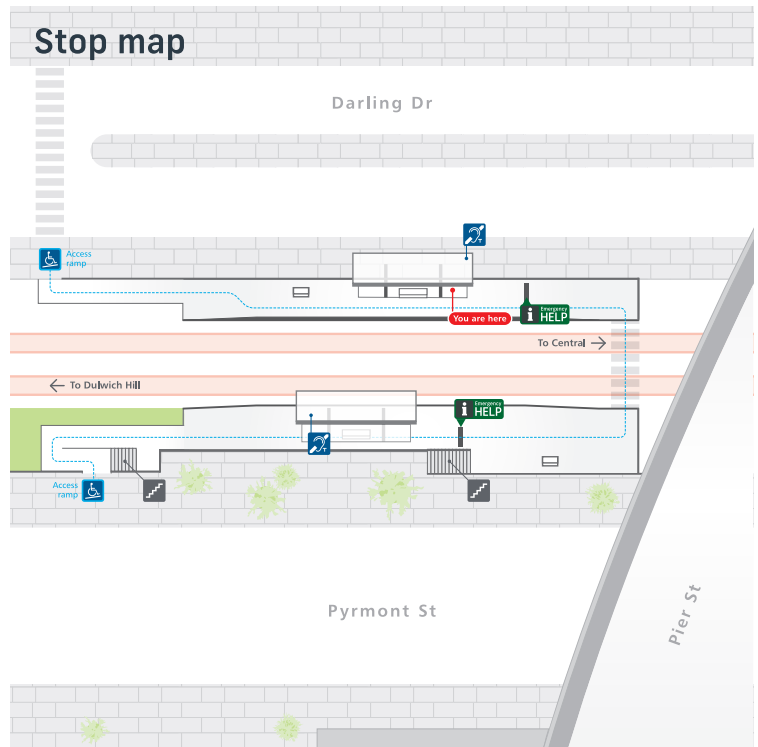 Stop map
Darling Dr
T
Access
ramp
You are here
i
Emergency
HELP
To Central →
← To Dulwich Hill
i
Emergency
HELP
T
Access
ramp
Pyrmont St
Pier St